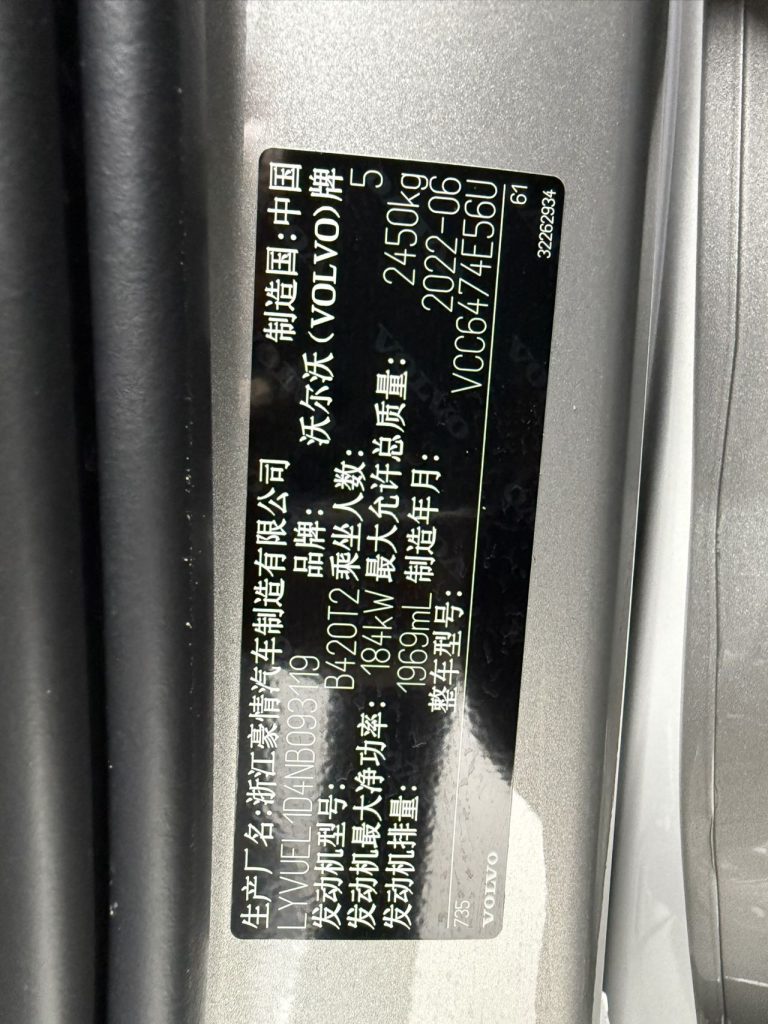 生产厂名:浙江豪情汽车制造有限公司 制造国:中国
LYVUEL1D4NB093119 品牌: 沃尔沃(VOLVO)牌
发动机型号: B420T2 乘坐人数: 5
发动机最大净功率: 184kW 最大允许总质量: 2450kg
发动机排量: 1969mL 制造年月: 2022-06
整车型号: VCC6474E56U
735 61
VOLVO 32262934